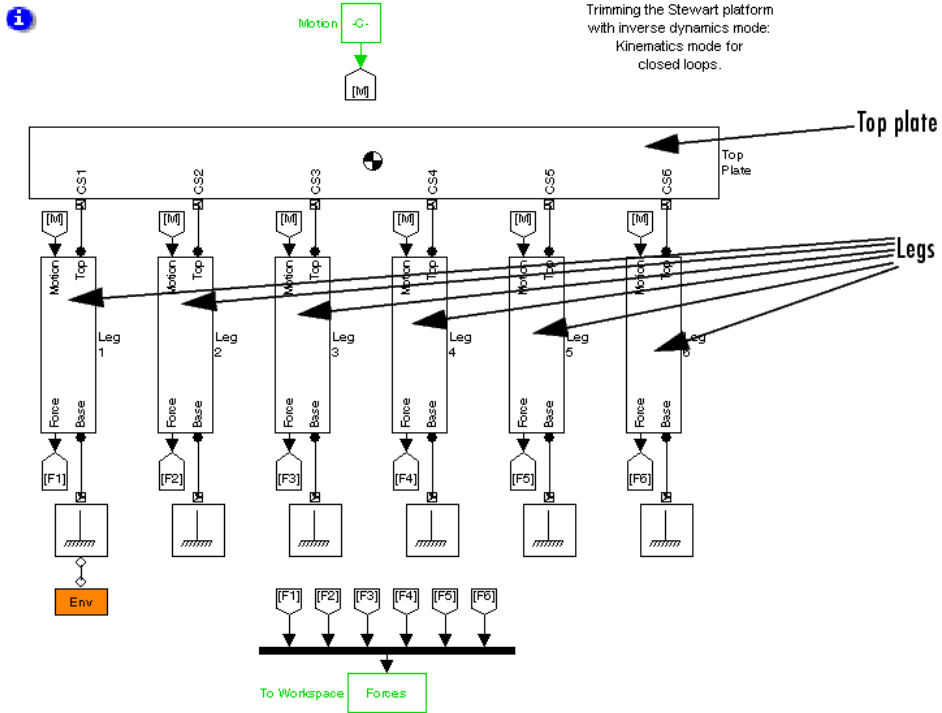 i
Motion
-C-
[M]
Trimming the Stewart platform
with inverse dynamics mode:
Kinematics mode for
closed loops.
Top plate
Top
Plate
CS1
CS2
CS3
CS4
CS5
CS6
[M]
[M]
[M]
[M]
[M]
[M]
Legs
Motion
Top
Motion
Top
Motion
Top
Motion
Top
Motion
Top
Motion
Top
Leg
1
Leg
2
Leg
3
Leg
4
Leg
5
Leg
6
Force
Base
Force
Base
Force
Base
Force
Base
Force
Base
Force
Base
[F1]
[F2]
[F3]
[F4]
[F5]
[F6]
Env
[F1]
[F2]
[F3]
[F4]
[F5]
[F6]
To Workspace
Forces